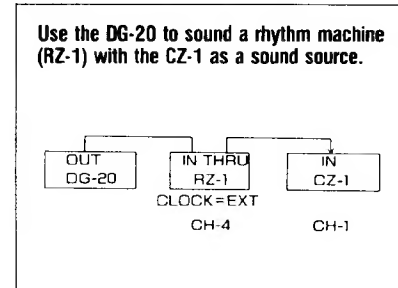 Use the DG-20 to sound a rhythm machine
(RZ-1) with the CZ-1 as a sound source.
OUT IN THRU IN
DG-20 RZ-1 CZ-1
CLOCK=EXT
CH-4 CH-1